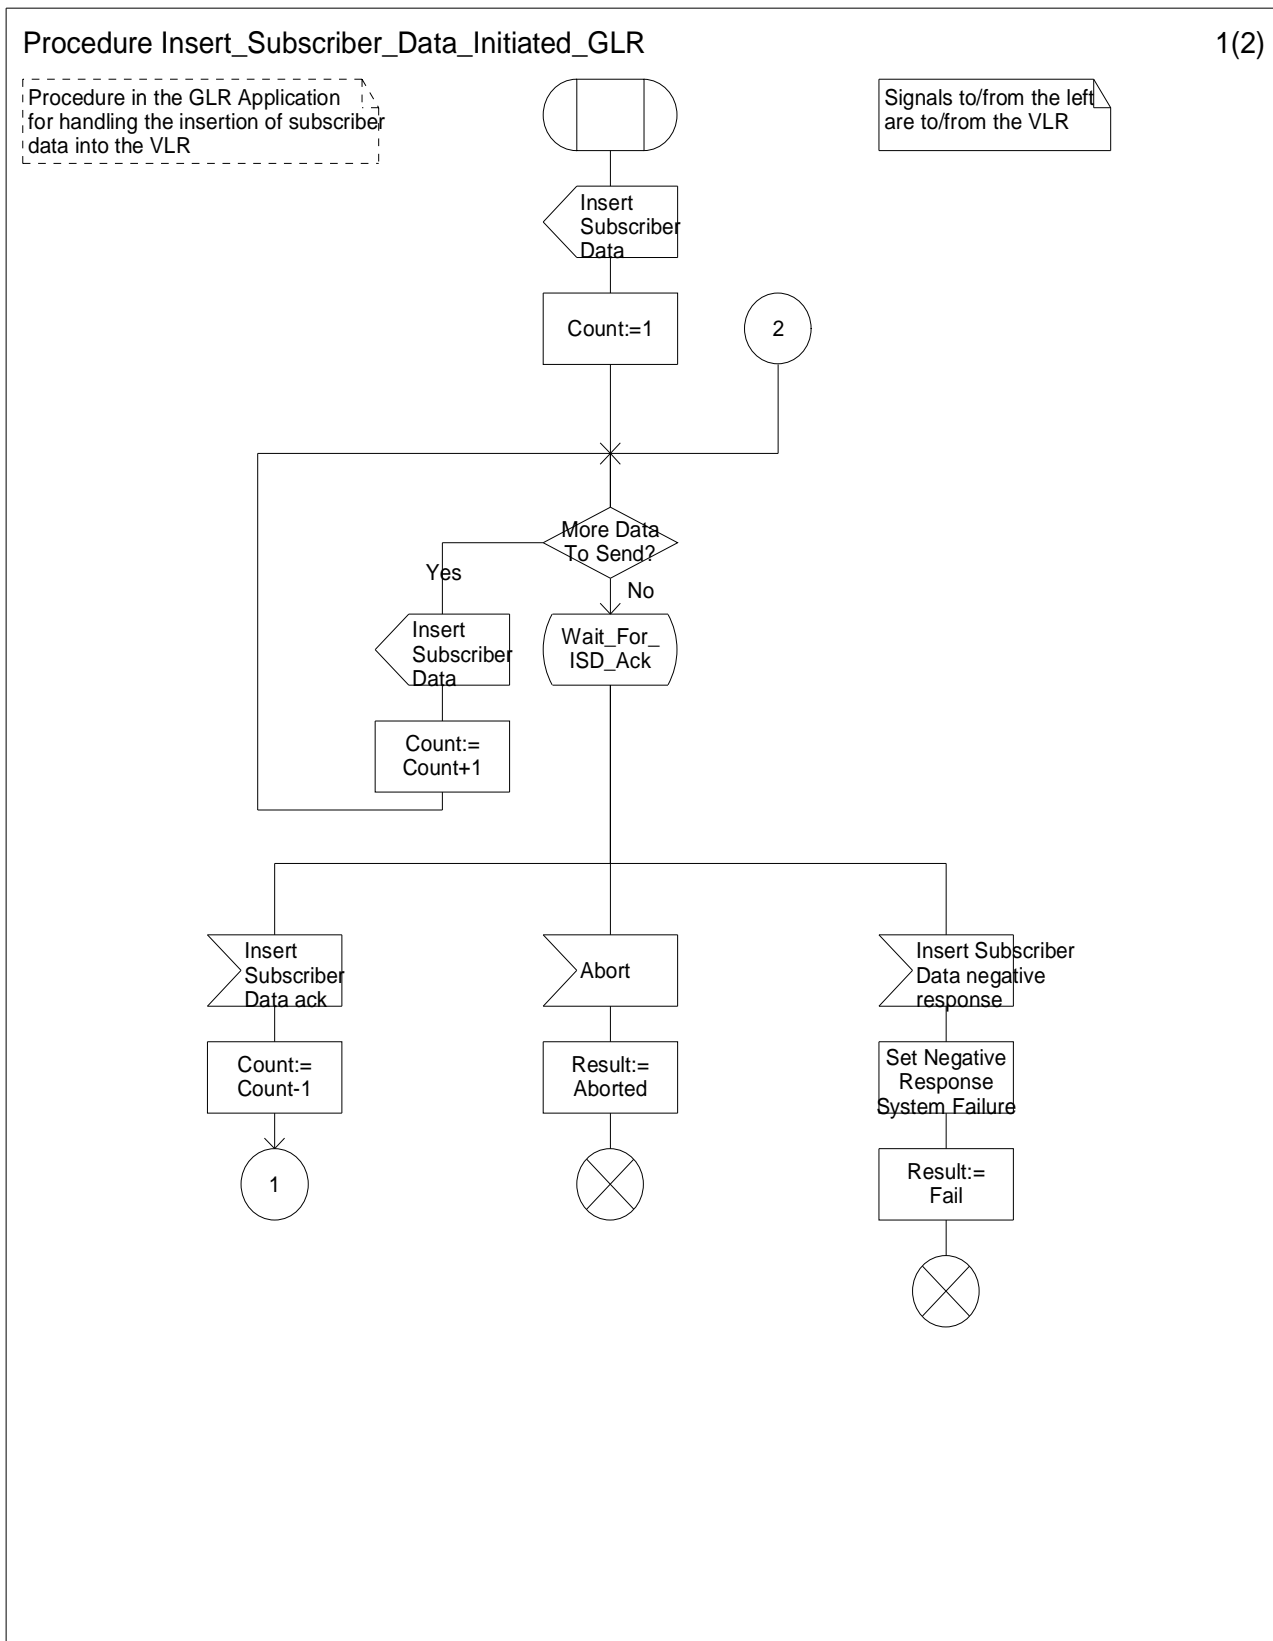 Procedure Insert_Subscriber_Data_Initiated_GLR
1(2)
Procedure in the GLR Application
for handling the insertion of subscriber
data into the VLR
Signals to/from the left
are to/from the VLR
Insert
Subscriber
Data
Count:=1
2
More Data
To Send?
Yes
No
Insert
Subscriber
Data
Wait_For_
ISD_Ack
Count:=
Count+1
Insert
Subscriber
Data ack
Abort
Insert Subscriber
Data negative
response
Count:=
Count-1
Result:=
Aborted
Set Negative
Response
System Failure
1
Result:=
Fail